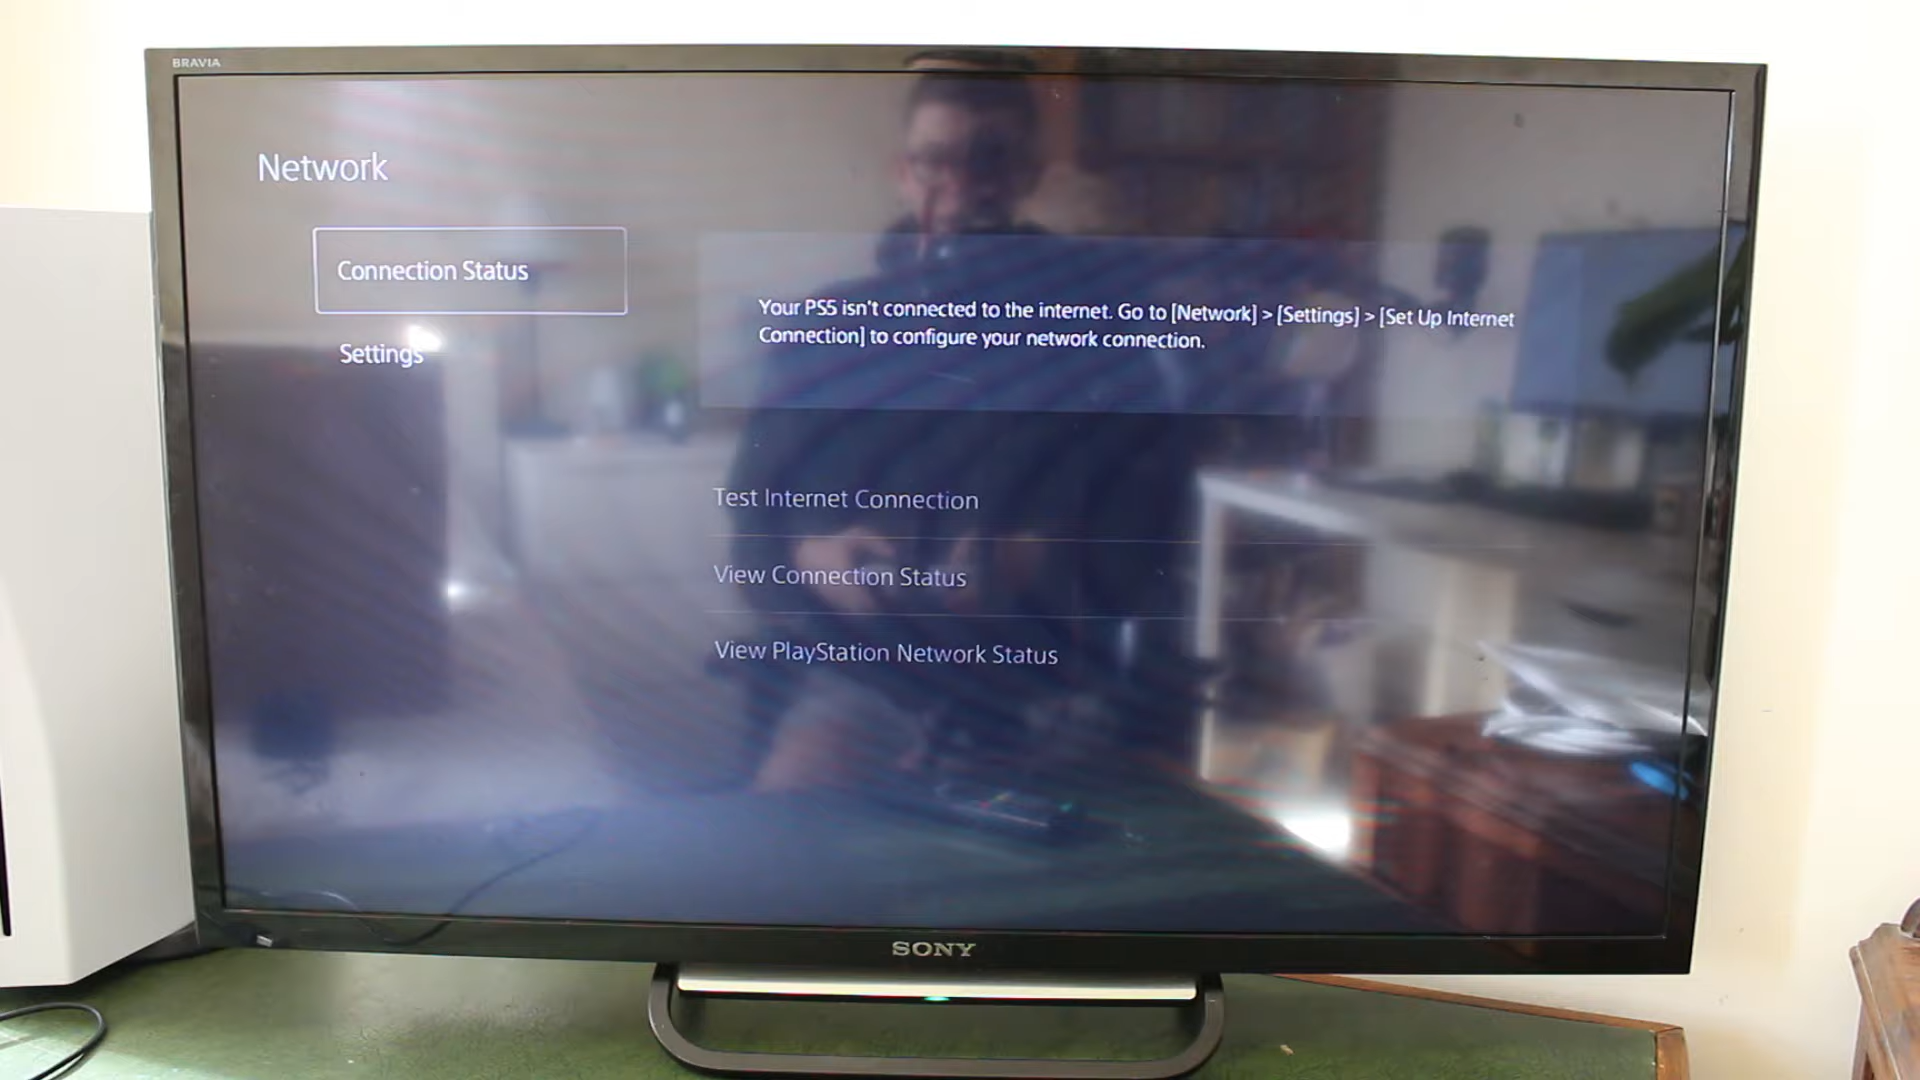 BRAVIA
Network
Connection Status
Settings
Your PS5 isn't connected to the internet. Go to [Network] > [Settings] > [Set Up Internet
Connection] to configure your network connection.
Test Internet Connection
View Connection Status
View PlayStation Network Status
SONY